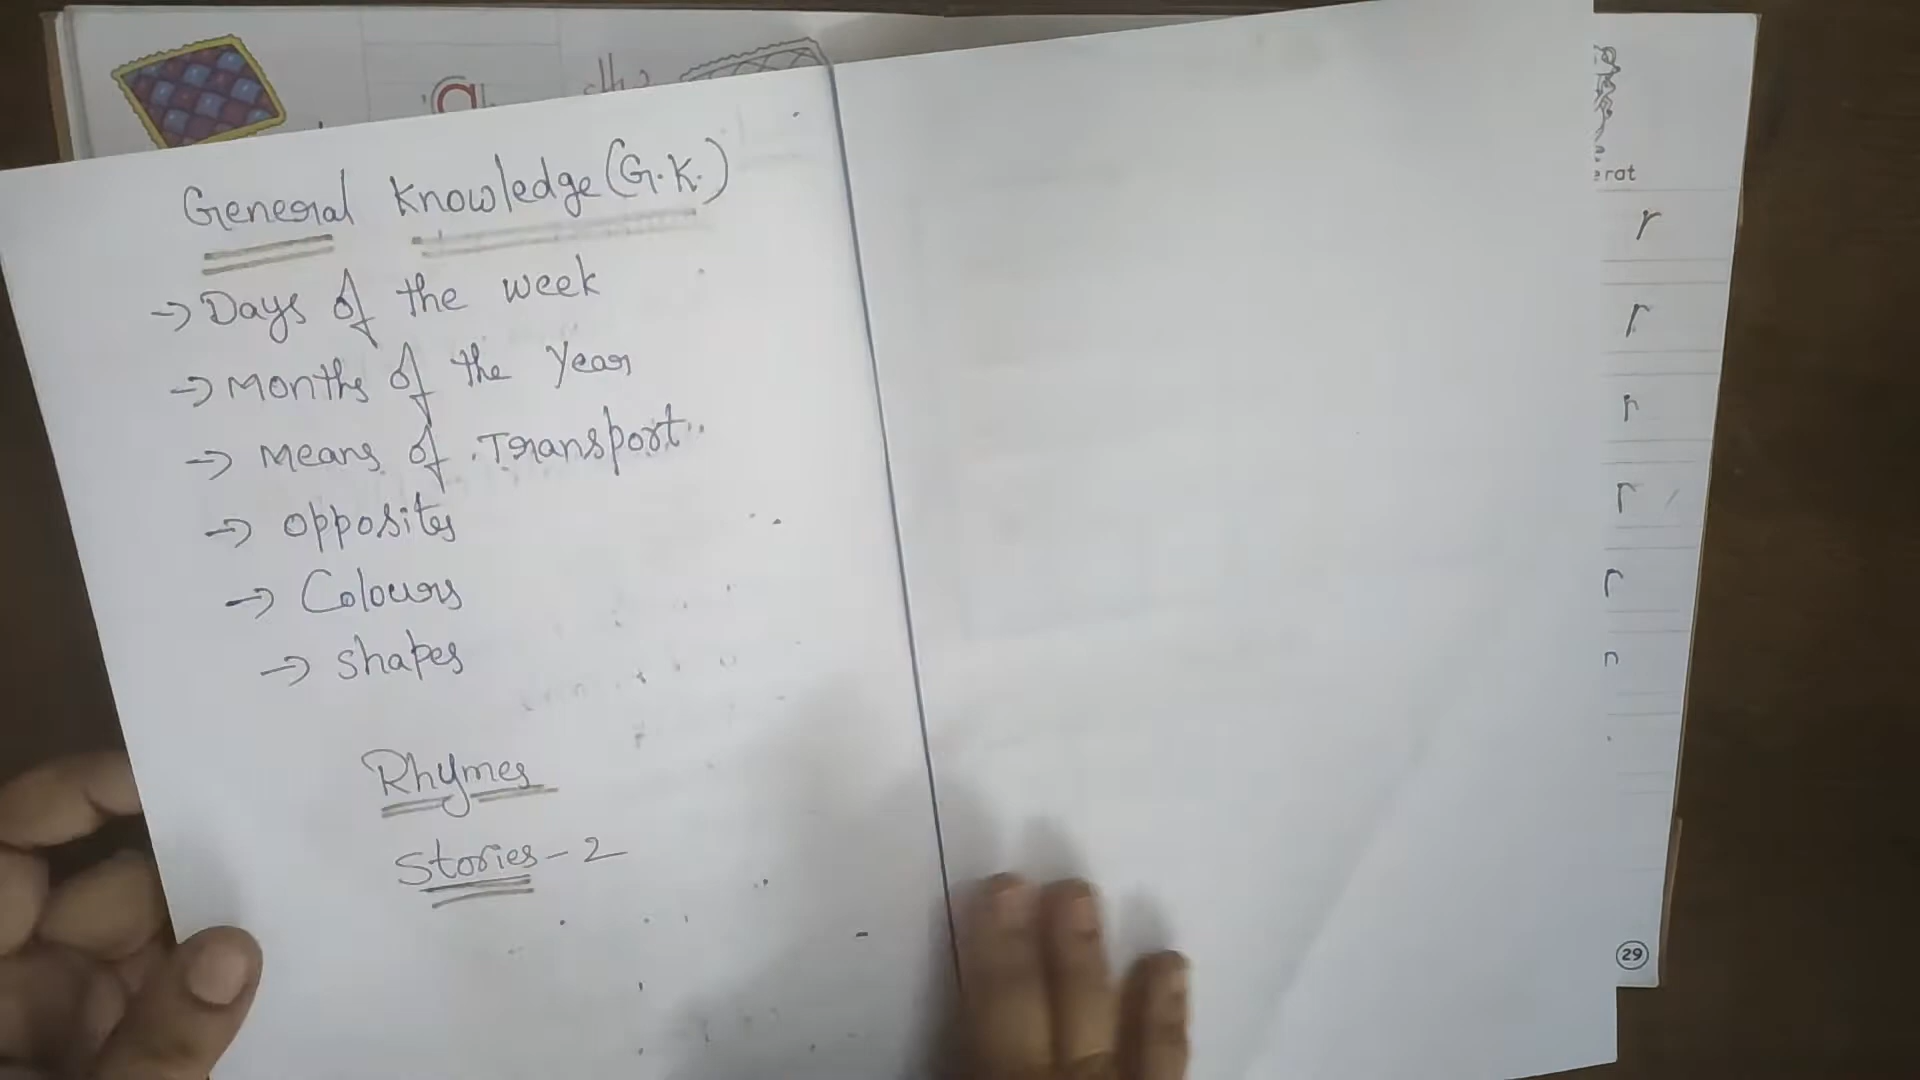 General Knowledge (G.K.)
→ Days of the week
→ Months of the Year
→ Means of Transport
→ opposites
→ Colours
→ shapes
Rhymes
Stories - 2
rat
r
r
r
r
r
29